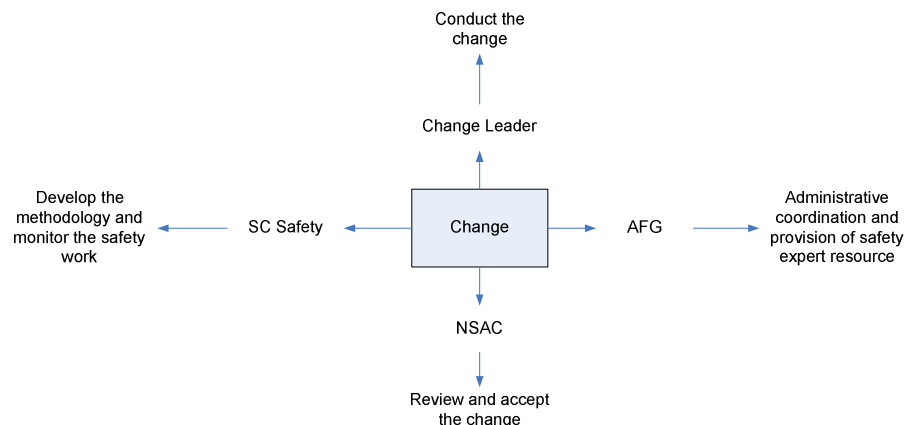 Conduct the
change
Change Leader
Develop the
methodology and
monitor the safety
work
SC Safety
Change
AFG
Administrative
coordination and
provision of safety
expert resource
NSAC
Review and accept
the change